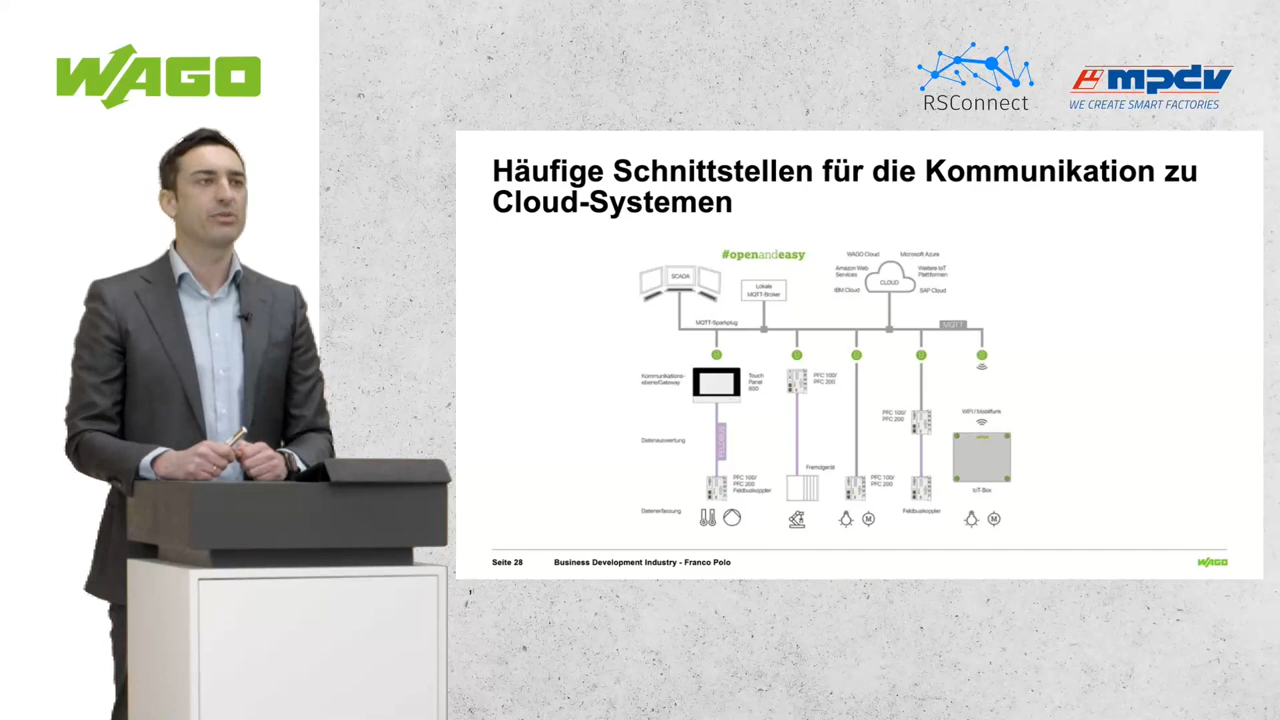 WAGO
RSConnect
mpdv
WE CREATE SMART FACTORIES
Häufige Schnittstellen für die Kommunikation zu
Cloud-Systemen
#openandeasy
WAGO Cloud
Microsoft Azure
SCADA
Lokale
MQTT-Broker
Amazon Web
Services
Weitere IoT
Plattformen
CLOUD
IBM Cloud
SAP Cloud
MQTT-Sparkplug
MQTT
Kommunikations-
ebene/Gateway
Touch
Panel
600
PFC 100/
PFC 200
PFC 100/
PFC 200
WIFI / Mobilfunk
Datenauswertung
FELDBUS
Fremdgerät
PFC 100/
PFC 200
Feldbuskoppler
PFC 100/
PFC 200
WAGO
IoT-Box
Datenerfassung
M
Feldbuskoppler
M
Seite 28
Business Development Industry - Franco Polo
WAGO